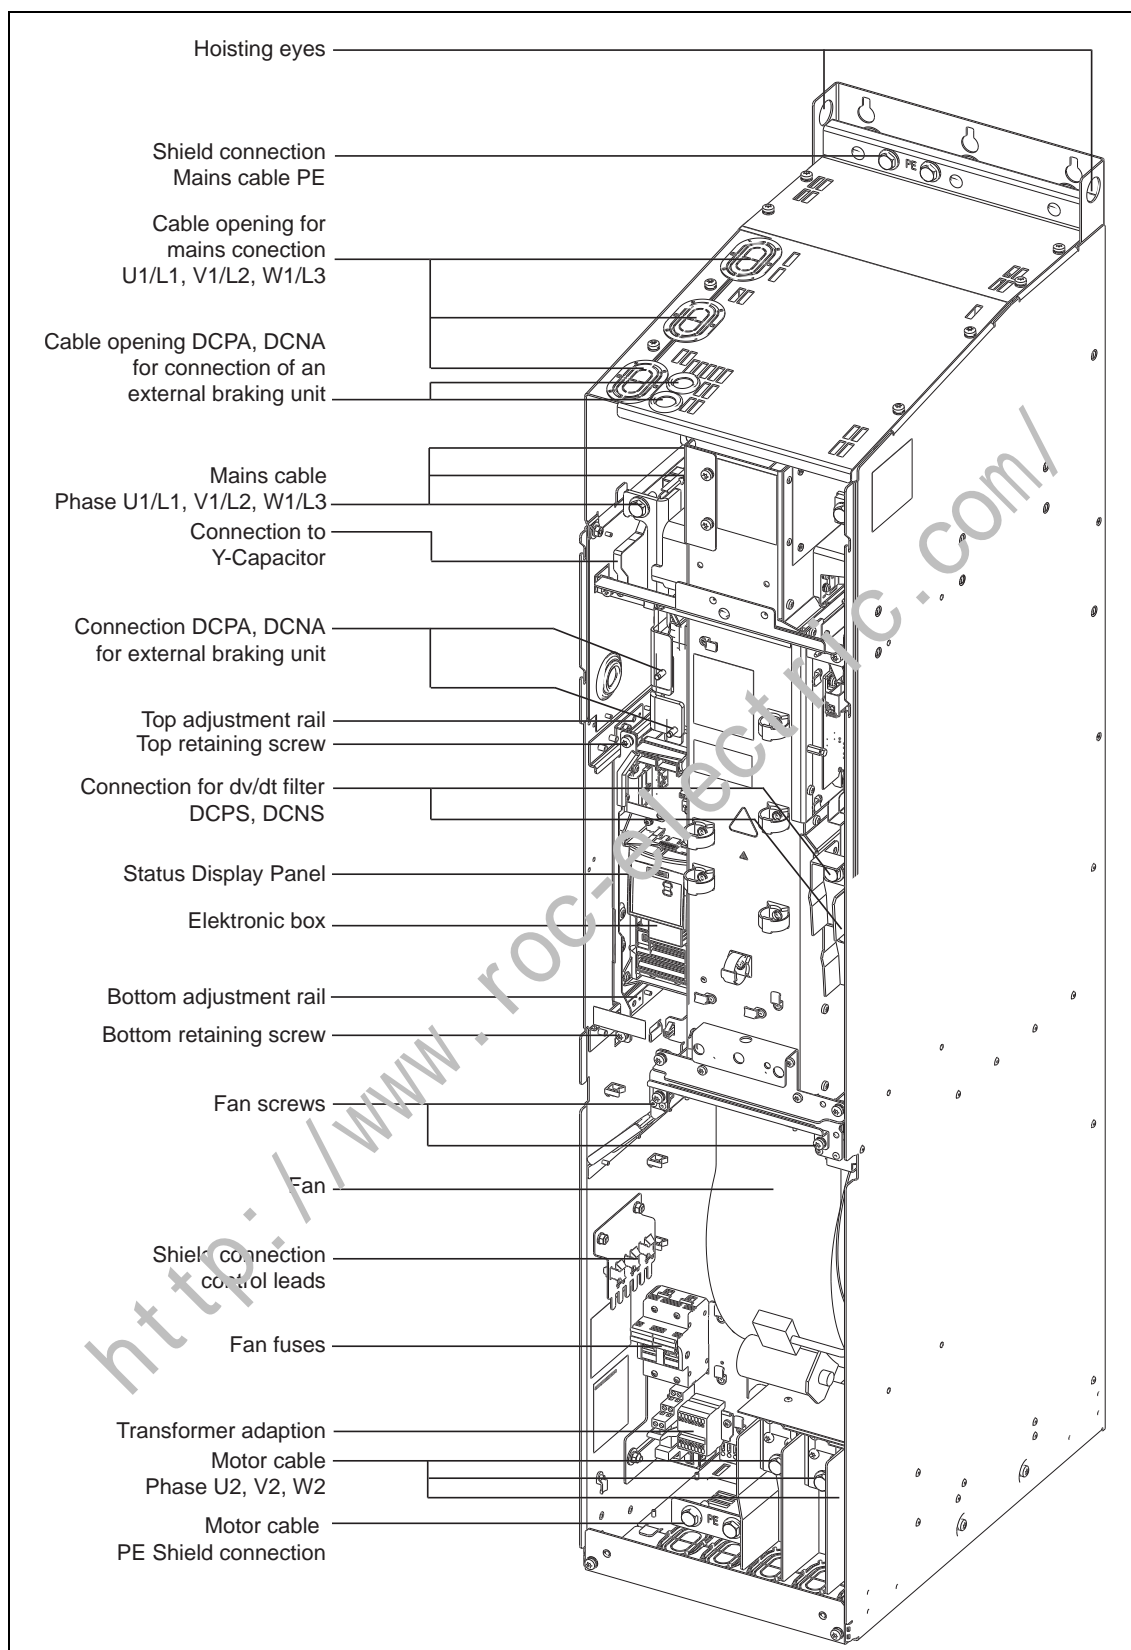 Hoisting eyes
Shield connection
Mains cable PE
Cable opening for
mains conection
U1/L1, V1/L2, W1/L3
Cable opening DCPA, DCNA
for connection of an
external braking unit
Mains cable
Phase U1/L1, V1/L2, W1/L3
Connection to
Y-Capacitor
Connection DCPA, DCNA
for external braking unit
Top adjustment rail
Top retaining screw
Connection for dv/dt filter
DCPS, DCNS
Status Display Panel
Elektronic box
Bottom adjustment rail
Bottom retaining screw
Fan screws
Fan
Shield connection
control leads
Fan fuses
Transformer adaption
Motor cable
Phase U2, V2, W2
Motor cable
PE Shield connection
PE
PE
http://www.roc-electric.com/